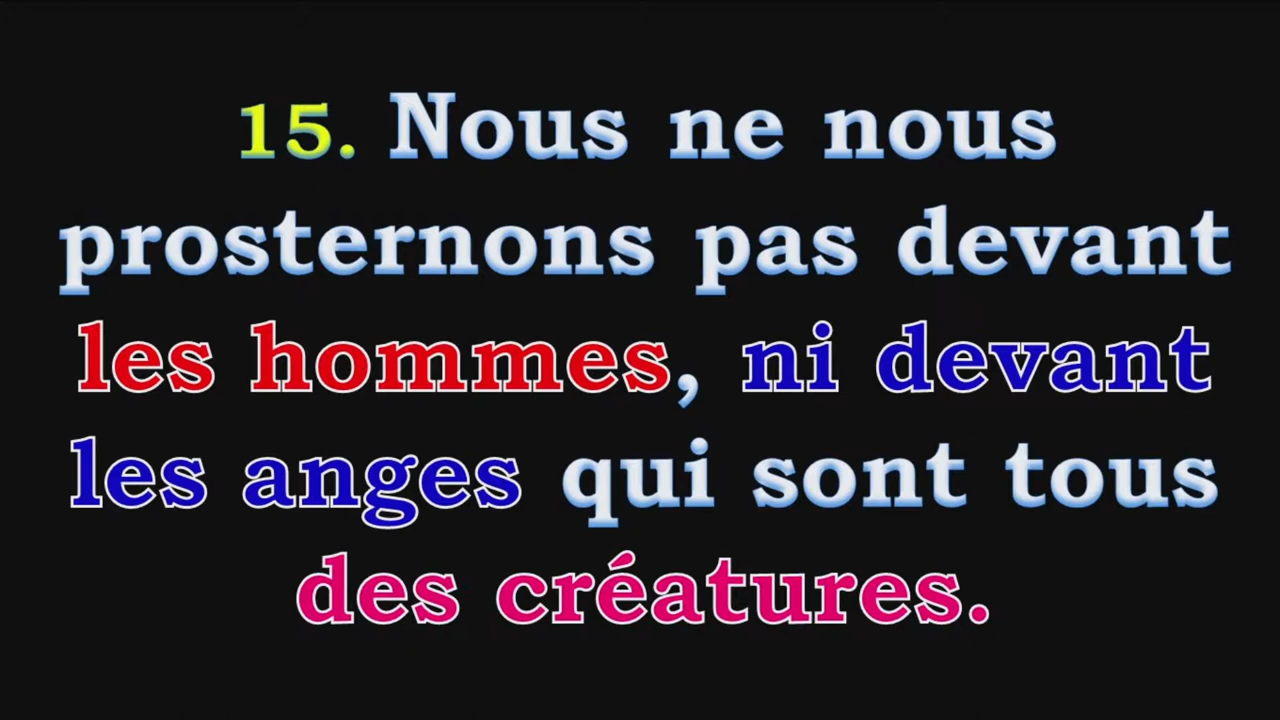 15. Nous ne nous
prosternons pas devant
les hommes, ni devant
les anges qui sont tous
des créatures.